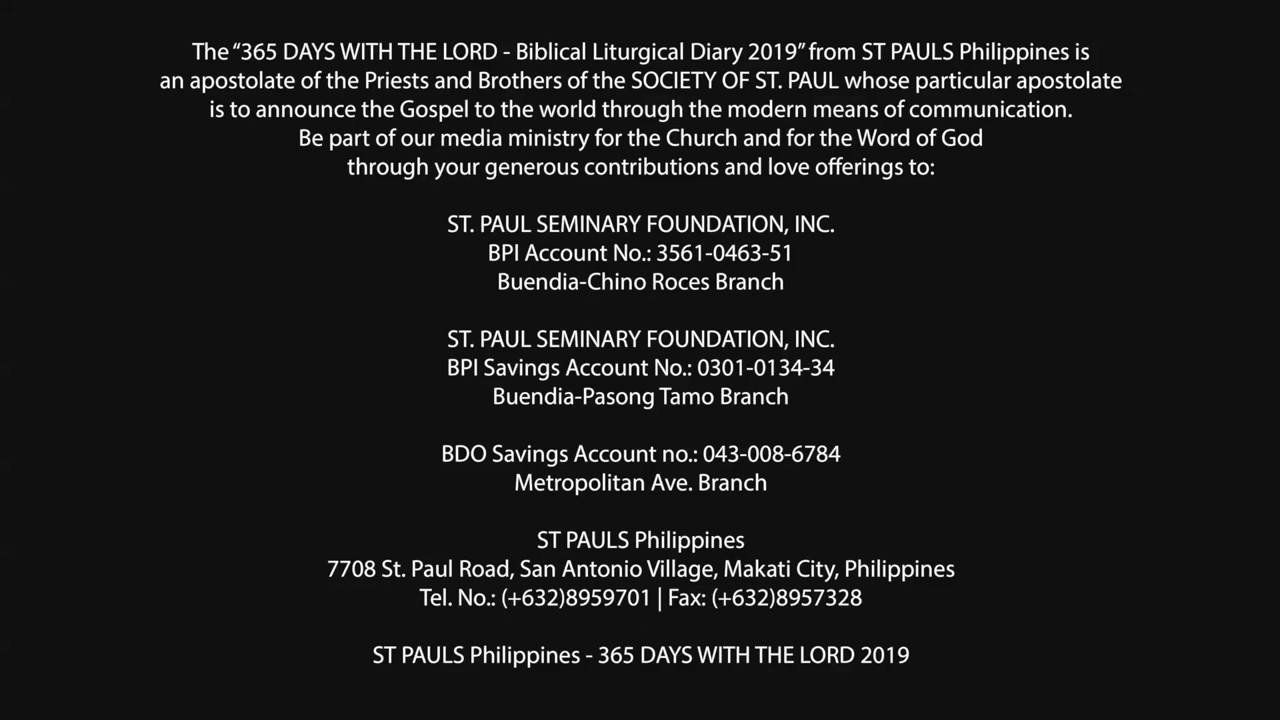 The “365 DAYS WITH THE LORD - Biblical Liturgical Diary 2019” from ST PAULS Philippines is
an apostolate of the Priests and Brothers of the SOCIETY OF ST. PAUL whose particular apostolate
is to announce the Gospel to the world through the modern means of communication.
Be part of our media ministry for the Church and for the Word of God
through your generous contributions and love offerings to:
ST. PAUL SEMINARY FOUNDATION, INC.
BPI Account No.: 3561-0463-51
Buendia-Chino Roces Branch
ST. PAUL SEMINARY FOUNDATION, INC.
BPI Savings Account No.: 0301-0134-34
Buendia-Pasong Tamo Branch
BDO Savings Account no.: 043-008-6784
Metropolitan Ave. Branch
ST PAULS Philippines
7708 St. Paul Road, San Antonio Village, Makati City, Philippines
Tel. No.: (+632)8959701 | Fax: (+632)8957328
ST PAULS Philippines - 365 DAYS WITH THE LORD 2019